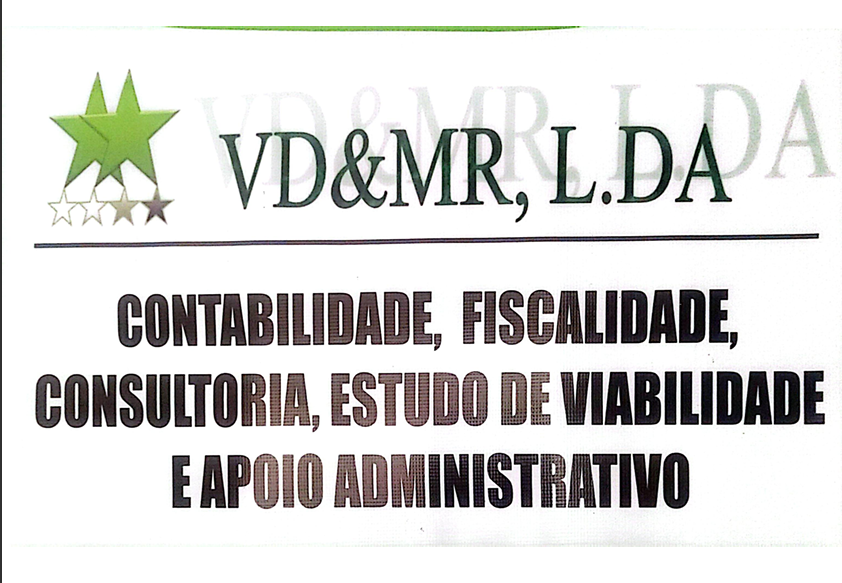 VD&MR, L.DA
CONTABILIDADE, FISCALIDADE,
CONSULTORIA, ESTUDO DE VIABILIDADE
E APOIO ADMINISTRATIVO